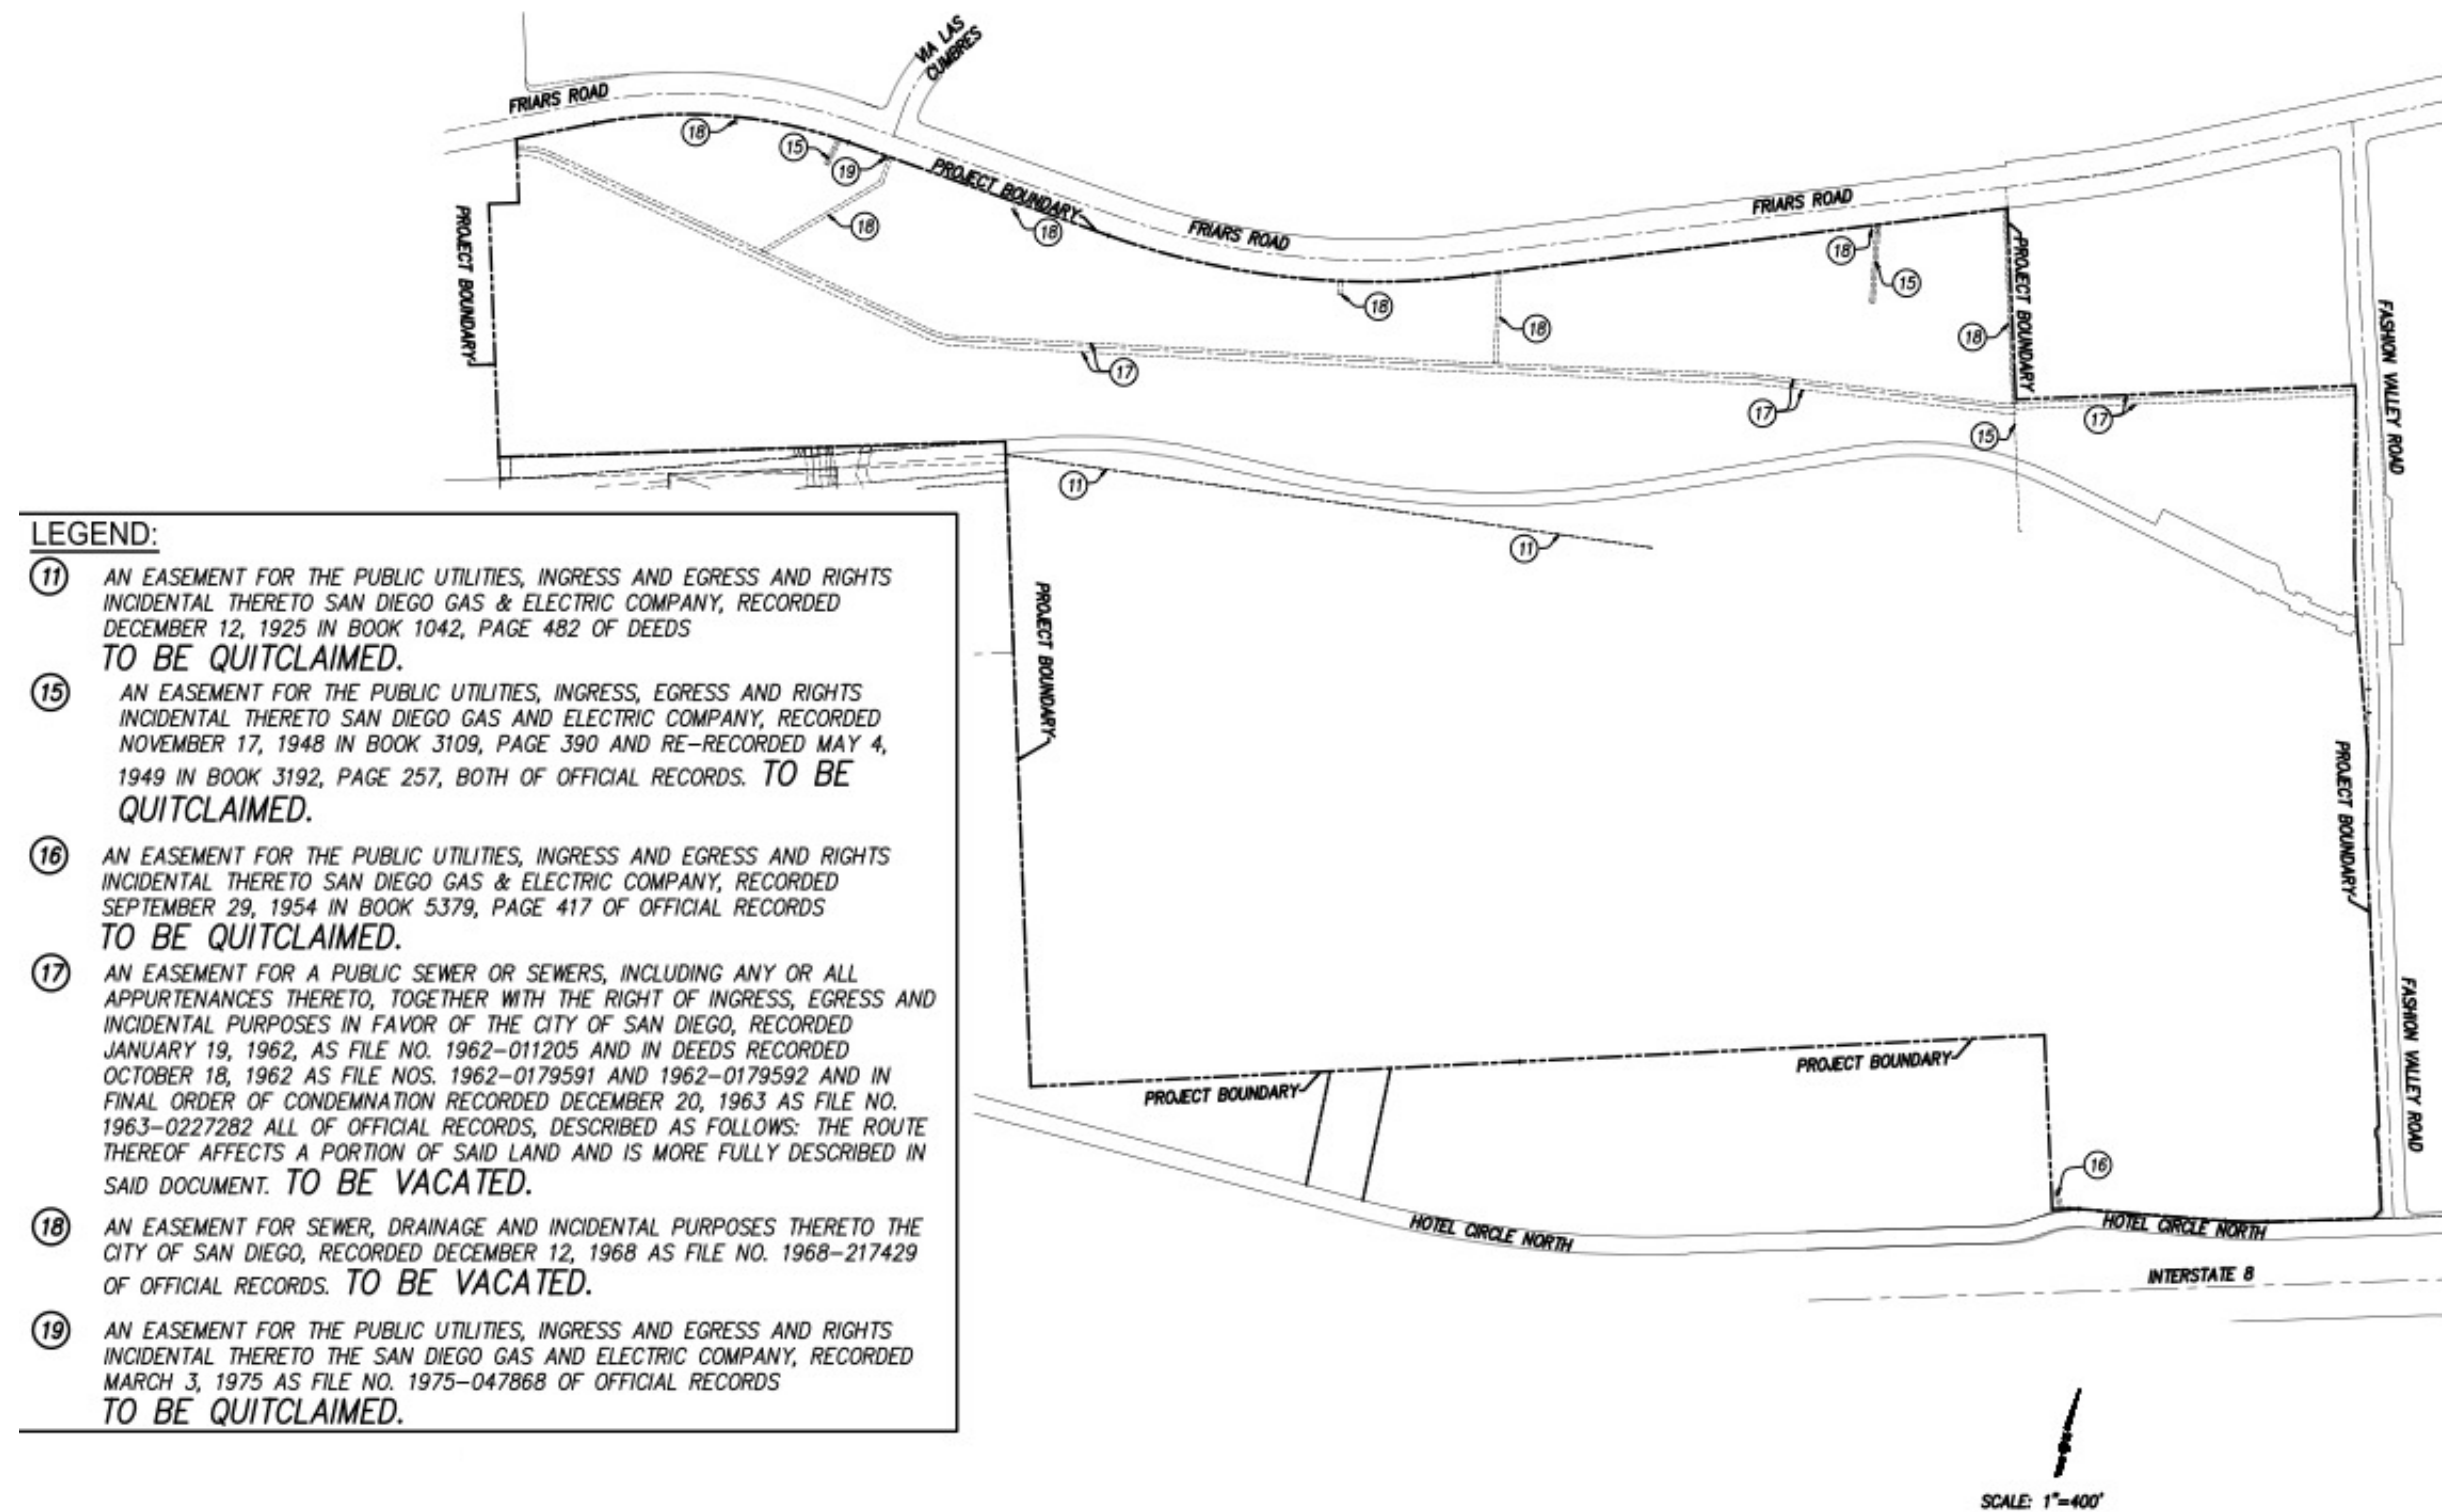 VIA LAS
CUMBRES
FRIARS ROAD
18
15
19
PROJECT BOUNDARY
18
18
FRIARS ROAD
FRIARS ROAD
18
15
18
18
18
PROJECT BOUNDARY
PROJECT BOUNDARY
17
17
17
15
FASHION VALLEY ROAD
11
11
PROJECT BOUNDARY
PROJECT BOUNDARY
FASHION VALLEY ROAD
PROJECT BOUNDARY
PROJECT BOUNDARY
16
HOTEL CIRCLE NORTH
HOTEL CIRCLE NORTH
INTERSTATE 8
LEGEND:
11 AN EASEMENT FOR THE PUBLIC UTILITIES, INGRESS AND EGRESS AND RIGHTS
INCIDENTAL THERETO SAN DIEGO GAS & ELECTRIC COMPANY, RECORDED
DECEMBER 12, 1925 IN BOOK 1042, PAGE 482 OF DEEDS
TO BE QUITCLAIMED.
15 AN EASEMENT FOR THE PUBLIC UTILITIES, INGRESS, EGRESS AND RIGHTS
INCIDENTAL THERETO SAN DIEGO GAS AND ELECTRIC COMPANY, RECORDED
NOVEMBER 17, 1948 IN BOOK 3109, PAGE 390 AND RE-RECORDED MAY 4,
1949 IN BOOK 3192, PAGE 257, BOTH OF OFFICIAL RECORDS. TO BE
QUITCLAIMED.
16 AN EASEMENT FOR THE PUBLIC UTILITIES, INGRESS AND EGRESS AND RIGHTS
INCIDENTAL THERETO SAN DIEGO GAS & ELECTRIC COMPANY, RECORDED
SEPTEMBER 29, 1954 IN BOOK 5379, PAGE 417 OF OFFICIAL RECORDS
TO BE QUITCLAIMED.
17 AN EASEMENT FOR A PUBLIC SEWER OR SEWERS, INCLUDING ANY OR ALL
APPURTENANCES THERETO, TOGETHER WITH THE RIGHT OF INGRESS, EGRESS AND
INCIDENTAL PURPOSES IN FAVOR OF THE CITY OF SAN DIEGO, RECORDED
JANUARY 19, 1962, AS FILE NO. 1962-011205 AND IN DEEDS RECORDED
OCTOBER 18, 1962 AS FILE NOS. 1962-0179591 AND 1962-0179592 AND IN
FINAL ORDER OF CONDEMNATION RECORDED DECEMBER 20, 1963 AS FILE NO.
1963-0227282 ALL OF OFFICIAL RECORDS, DESCRIBED AS FOLLOWS: THE ROUTE
THEREOF AFFECTS A PORTION OF SAID LAND AND IS MORE FULLY DESCRIBED IN
SAID DOCUMENT. TO BE VACATED.
18 AN EASEMENT FOR SEWER, DRAINAGE AND INCIDENTAL PURPOSES THERETO THE
CITY OF SAN DIEGO, RECORDED DECEMBER 12, 1968 AS FILE NO. 1968-217429
OF OFFICIAL RECORDS. TO BE VACATED.
19 AN EASEMENT FOR THE PUBLIC UTILITIES, INGRESS AND EGRESS AND RIGHTS
INCIDENTAL THERETO THE SAN DIEGO GAS AND ELECTRIC COMPANY, RECORDED
MARCH 3, 1975 AS FILE NO. 1975-047868 OF OFFICIAL RECORDS
TO BE QUITCLAIMED.
SCALE: 1"=400'